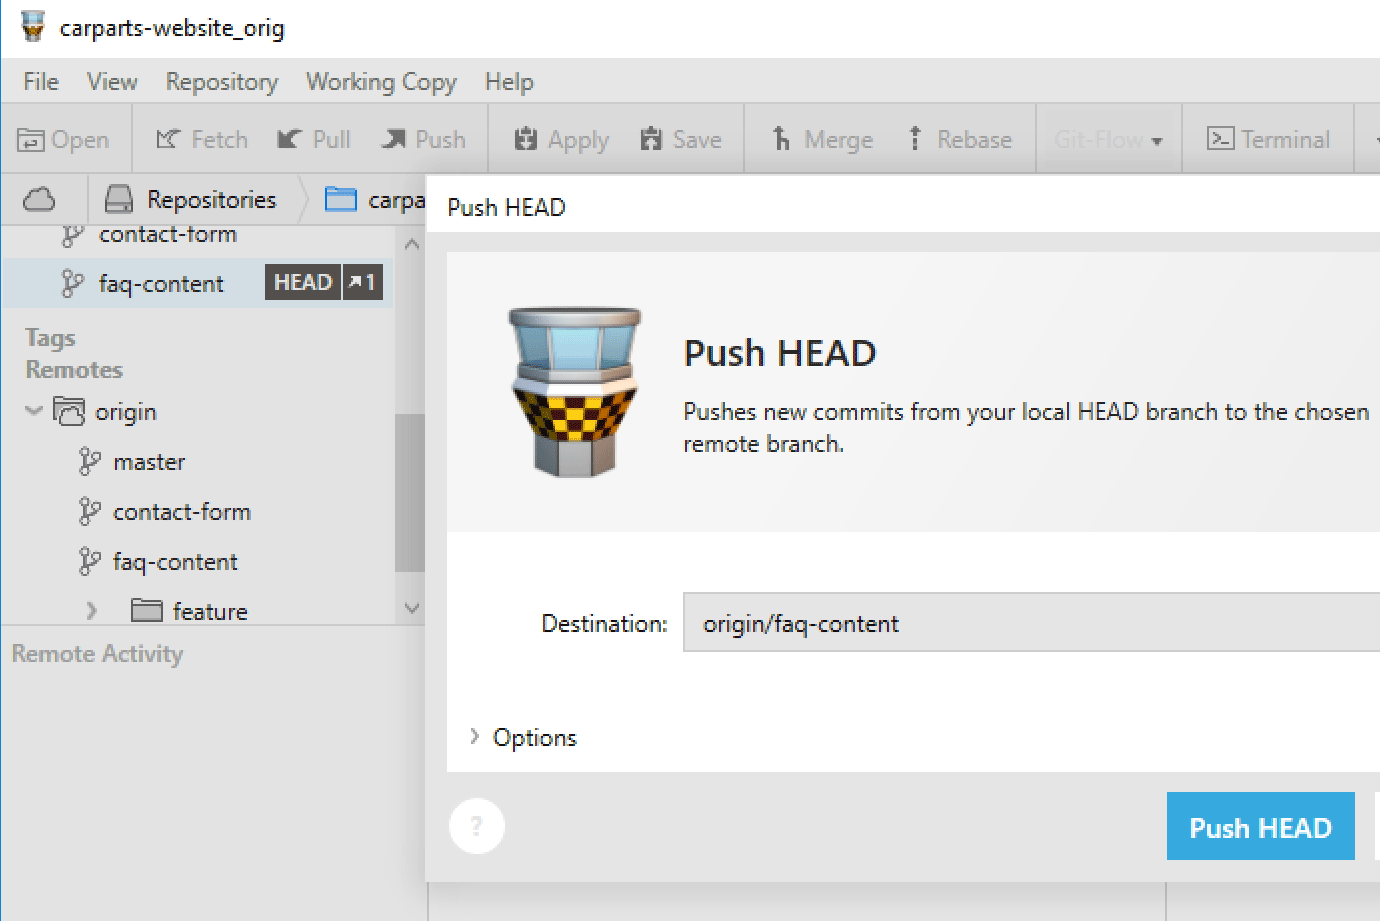 carparts-website_orig
File View Repository Working Copy Help
Open Fetch Pull Push Apply Save Merge Rebase Git-Flow Terminal
Repositories carpa
contact-form
faq-content HEAD 1
Tags
Remotes
origin
master
contact-form
faq-content
feature
Remote Activity
Push HEAD
Push HEAD
Pushes new commits from your local HEAD branch to the chosen
remote branch.
Destination: origin/faq-content
Options
?
Push HEAD